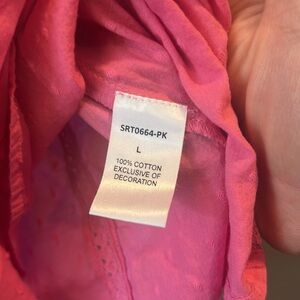 SRT0664-PK
L
100% COTTON
EXCLUSIVE OF
DECORATION